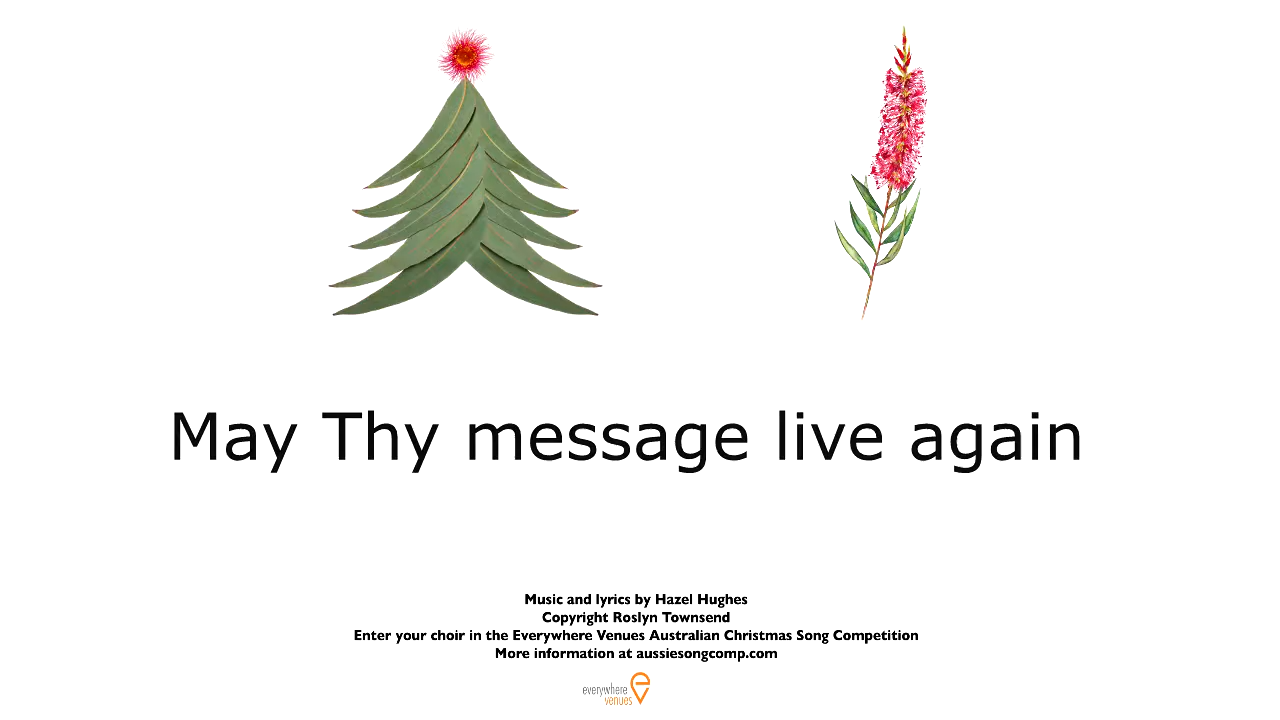 May Thy message live again
Music and lyrics by Hazel Hughes
Copyright Roslyn Townsend
Enter your choir in the Everywhere Venues Australian Christmas Song Competition
More information at aussiesongcomp.com
everywhere
venues